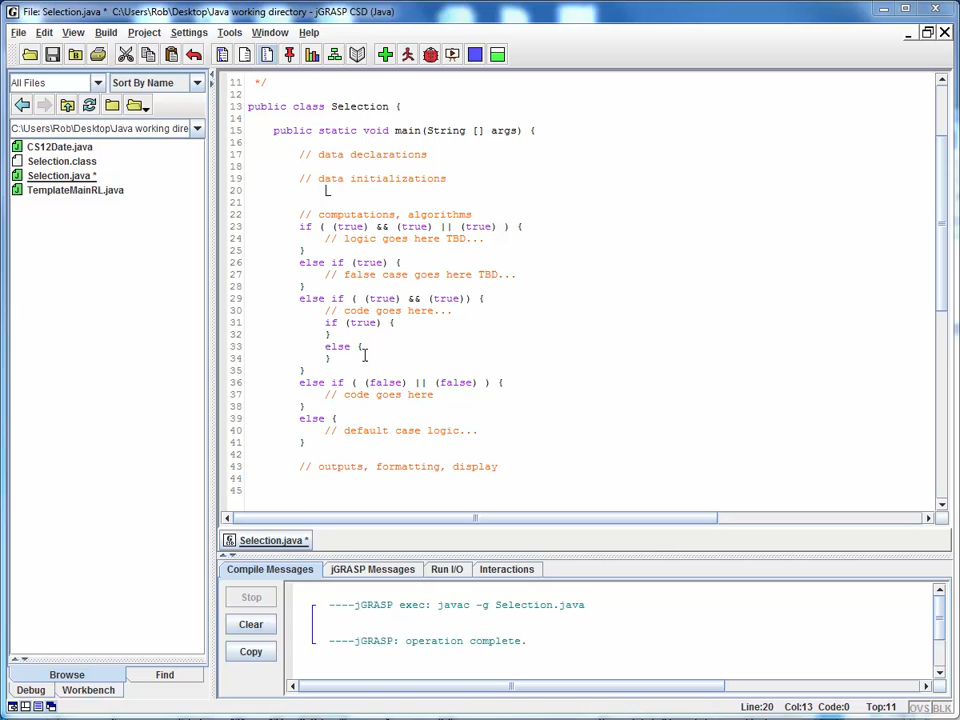 File: Selection.java * C:\Users\Rob\Desktop\Java working directory - jGRASP CSD (Java)
File Edit View Build Project Settings Tools Window Help
All Files Sort By Name
C:\Users\Rob\Desktop\Java working dire
CS12Date.java
Selection.class
Selection.java *
TemplateMainRL.java
11 */
12
13 public class Selection {
14
15 public static void main(String [] args) {
16
17 // data declarations
18
19 // data initializations
20
21
22 // computations, algorithms
23 if ( (true) && (true) || (true) ) {
24 // logic goes here TBD...
25 }
26 else if (true) {
27 // false case goes here TBD...
28 }
29 else if ( (true) && (true)) {
30 // code goes here...
31 if (true) {
32 }
33 else {
34 }
35 }
36 else if ( (false) || (false) ) {
37 // code goes here
38 }
39 else {
40 // default case logic...
41 }
42
43 // outputs, formatting, display
44
45
Selection.java *
Compile Messages jGRASP Messages Run I/O Interactions
Stop
Clear
Copy
----jGRASP exec: javac -g Selection.java
----jGRASP: operation complete.
Browse Find
Debug Workbench
Line:20 Col:13 Code:0 Top:11 OVS BLK